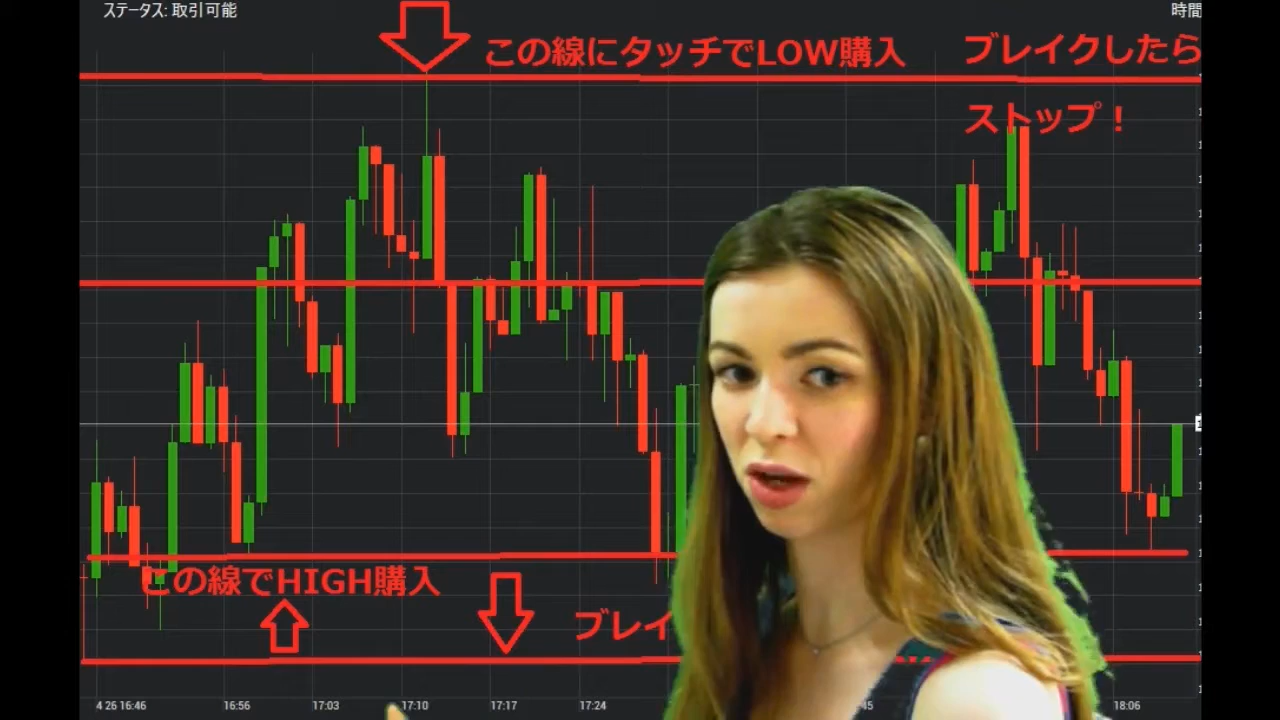 ステータス: 取引可能
時間
この線にタッチでLOW購入
ブレイクしたら
ストップ！
この線でHIGH購入
ブレイ
4 26 16:46
16:56
17:03
17:10
17:17
17:24
45
18:06